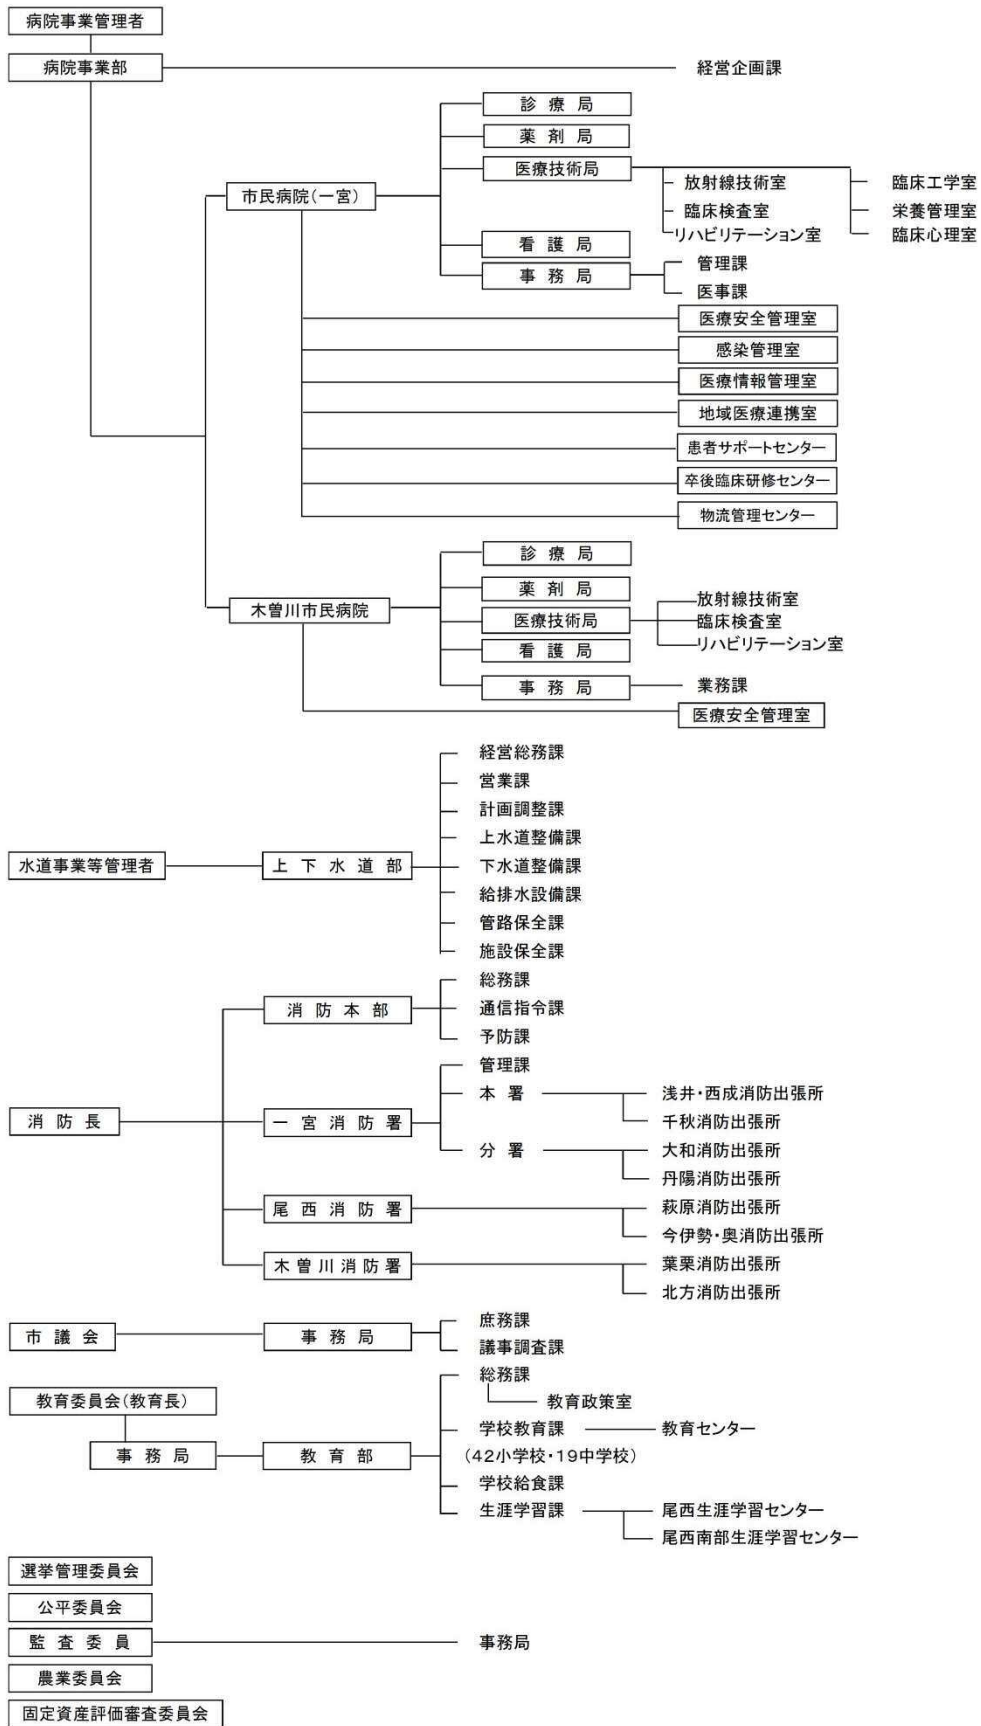 病院事業管理者
病院事業部 経営企画課
診療局
薬剤局
医療技術局
市民病院(一宮) 放射線技術室 臨床工学室
臨床検査室 栄養管理室
リハビリテーション室 臨床心理室
看護局
事務局 管理課
医事課
医療安全管理室
感染管理室
医療情報管理室
地域医療連携室
患者サポートセンター
卒後臨床研修センター
物流管理センター
診療局
薬剤局
放射線技術室
木曽川市民病院 医療技術局 臨床検査室
リハビリテーション室
看護局
事務局 業務課
医療安全管理室
経営総務課
営業課
計画調整課
上水道整備課
水道事業等管理者 上下水道部 下水道整備課
給排水設備課
管路保全課
施設保全課
総務課
消防本部 通信指令課
予防課
管理課
本署 浅井・西成消防出張所
消防長 一宮消防署 千秋消防出張所
分署 大和消防出張所
丹陽消防出張所
尾西消防署 萩原消防出張所
今伊勢・奥消防出張所
木曽川消防署 葉栗消防出張所
北方消防出張所
庶務課
市議会 事務局
議事調査課
総務課
教育委員会(教育長) 教育政策室
学校教育課 教育センター
事務局 教育部 (42小学校・19中学校)
学校給食課
生涯学習課 尾西生涯学習センター
尾西南部生涯学習センター
選挙管理委員会
公平委員会
監査委員 事務局
農業委員会
固定資産評価審査委員会